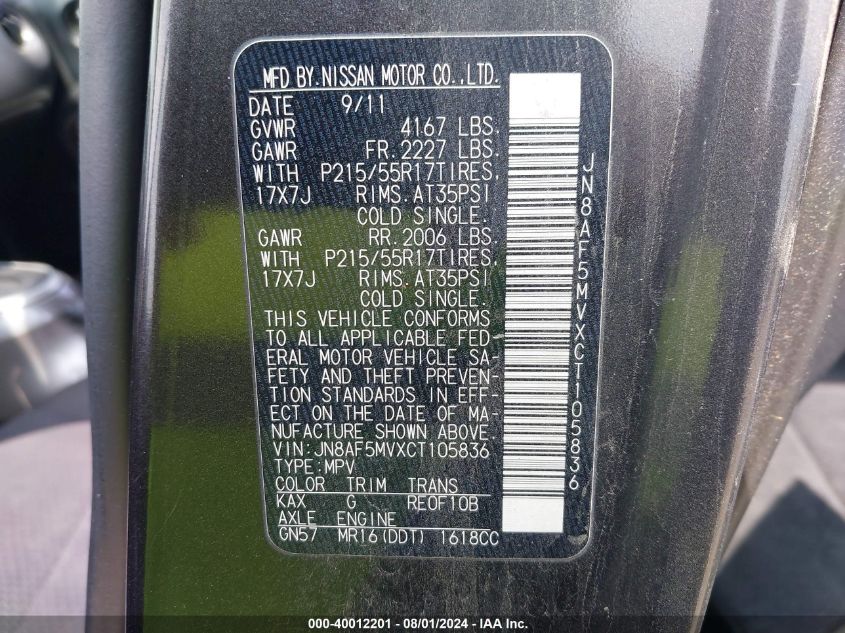 MFD BY.NISSAN MOTOR CO.,LTD.
DATE 9/11
GVWR 4167 LBS.
GAWR FR.2227 LBS.
WITH P215/55R17TIRES,
17X7J RIMS.AT35PSI
COLD SINGLE.
GAWR RR.2006 LBS.
WITH P215/55R17TIRES,
17X7J RIMS.AT35PSI
COLD SINGLE.
THIS VEHICLE CONFORMS
TO ALL APPLICABLE FED-
ERAL MOTOR VEHICLE SA-
FETY AND THEFT PREVEN-
TION STANDARDS IN EFF-
ECT ON THE DATE OF MA-
NUFACTURE SHOWN ABOVE.
VIN:JN8AF5MVXCT105836
TYPE:MPV
COLOR TRIM TRANS
KAX G RE0F10B
AXLE ENGINE
GN57 MR16(DDT) 1618CC
JN8AF5MVXCT105836
000-40012201 - 08/01/2024 - IAA Inc.